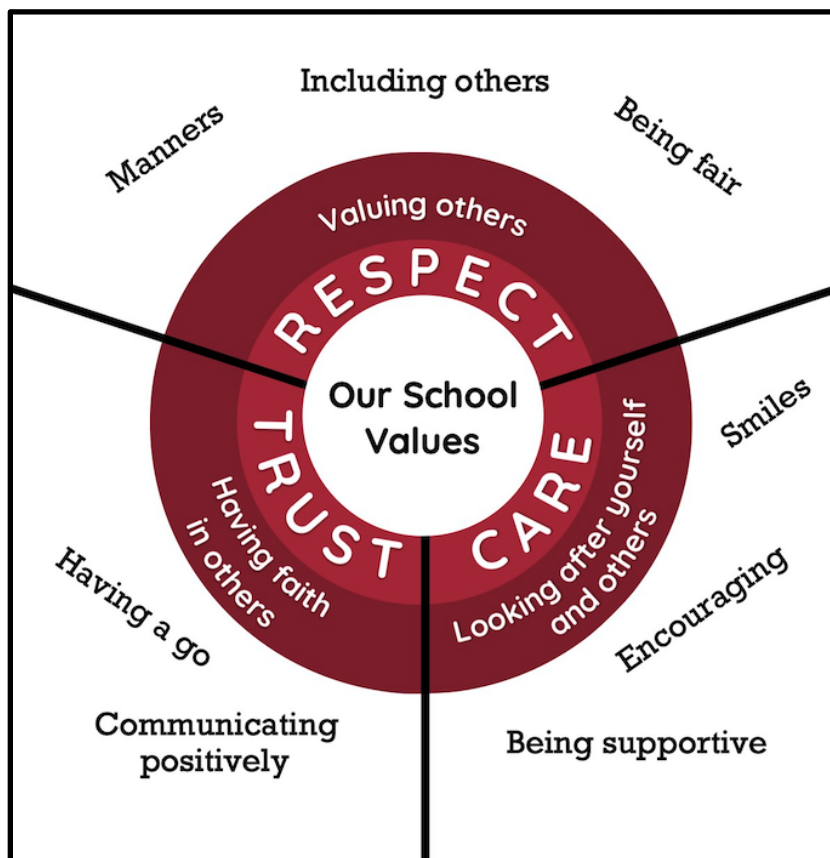 Our School
Values
RESPECT
Valuing others
Manners
Including others
Being fair
CARE
Looking after yourself
and others
Smiles
Encouraging
Being supportive
TRUST
Having faith
in others
Having a go
Communicating
positively